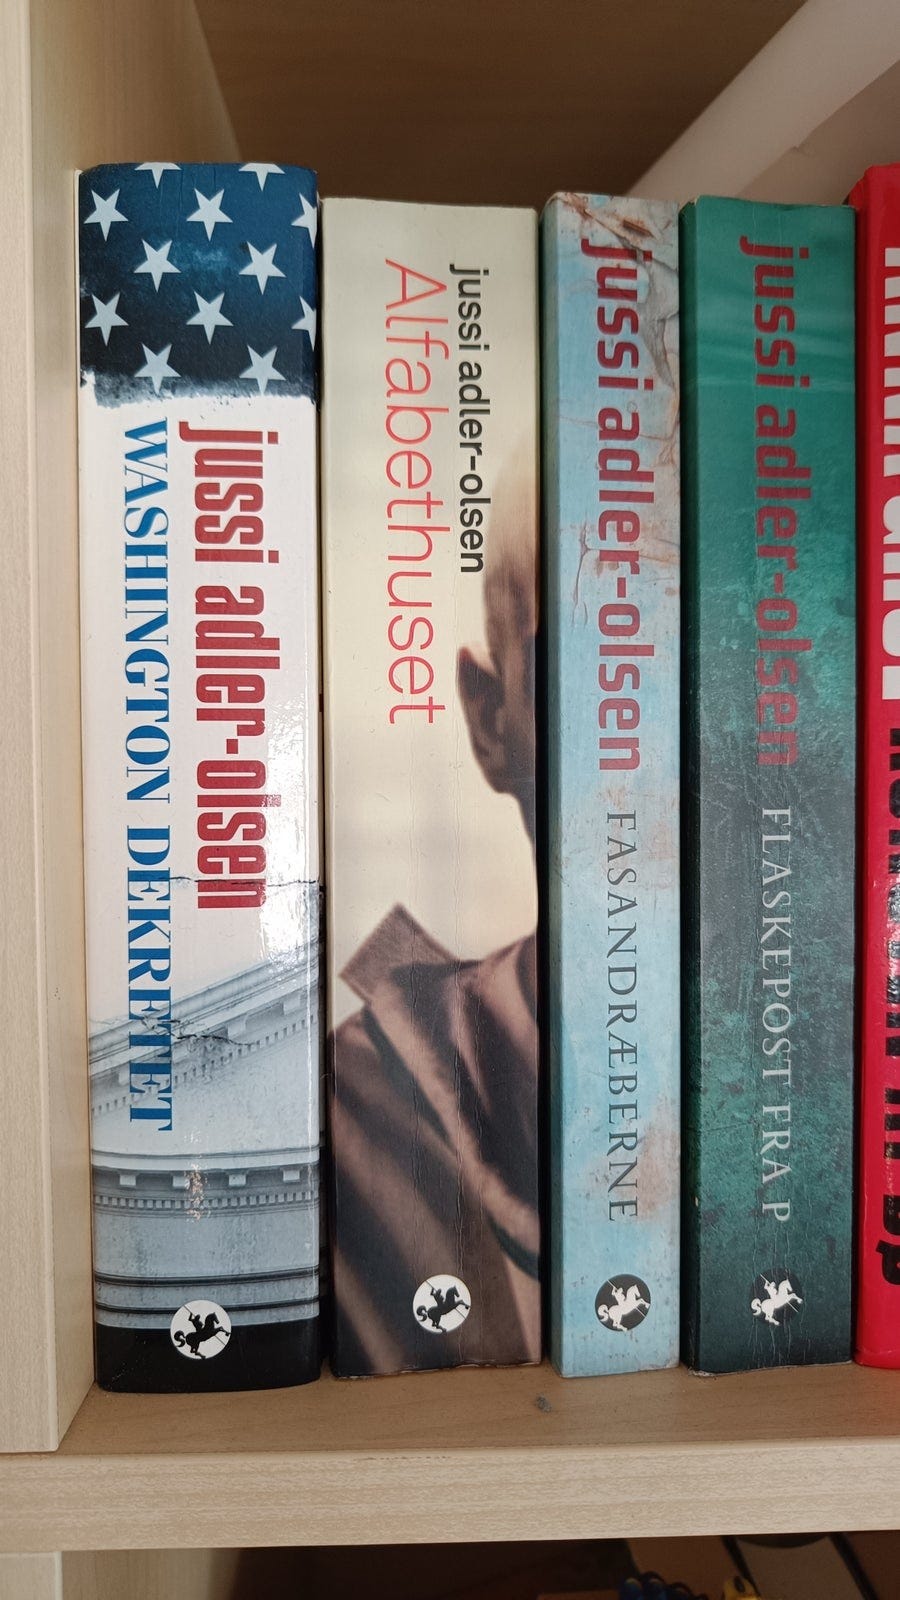 jussi adler-olsen
WASHINGTON DEKRETET
jussi adler-olsen
Alfabethuset
jussi adler-olsen FASANDRÆBERNE
jussi adler-olsen FLASKEPOST FRA P